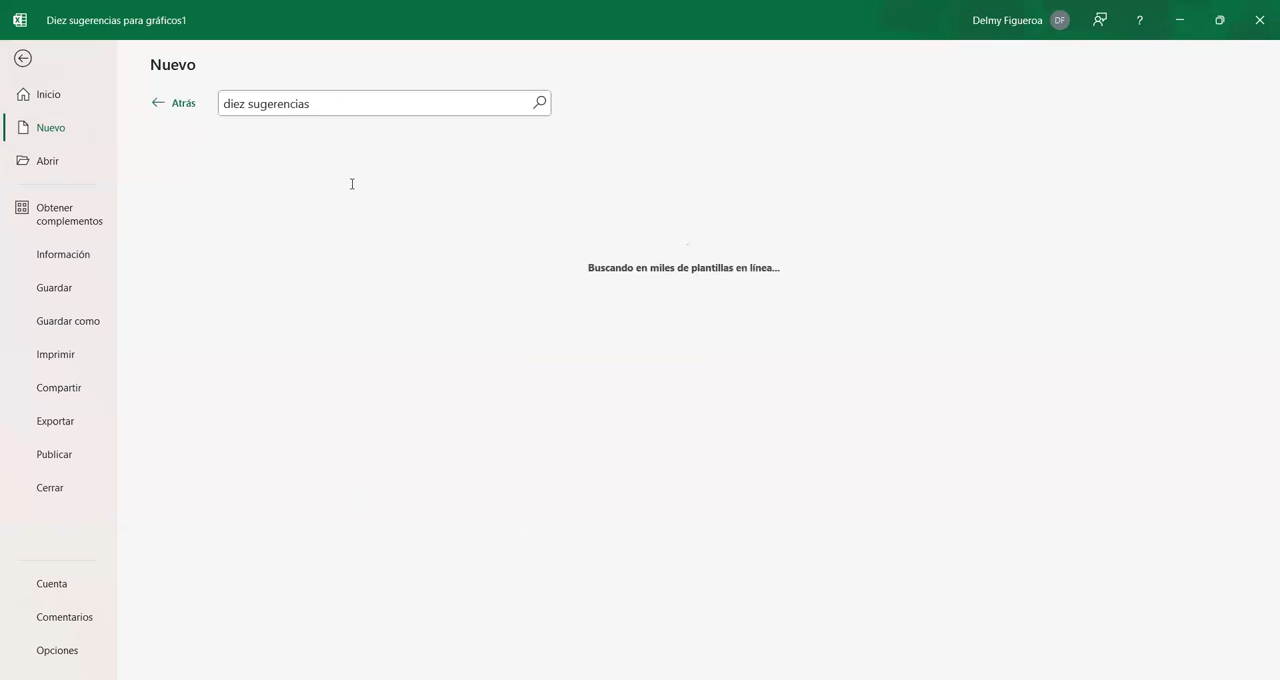 Diez sugerencias para gráficos1
Delmy Figueroa
DF
?
Nuevo
Atrás
diez sugerencias
Inicio
Nuevo
Abrir
Obtener
complementos
Información
Guardar
Guardar como
Imprimir
Compartir
Exportar
Publicar
Cerrar
Cuenta
Comentarios
Opciones
Buscando en miles de plantillas en línea...